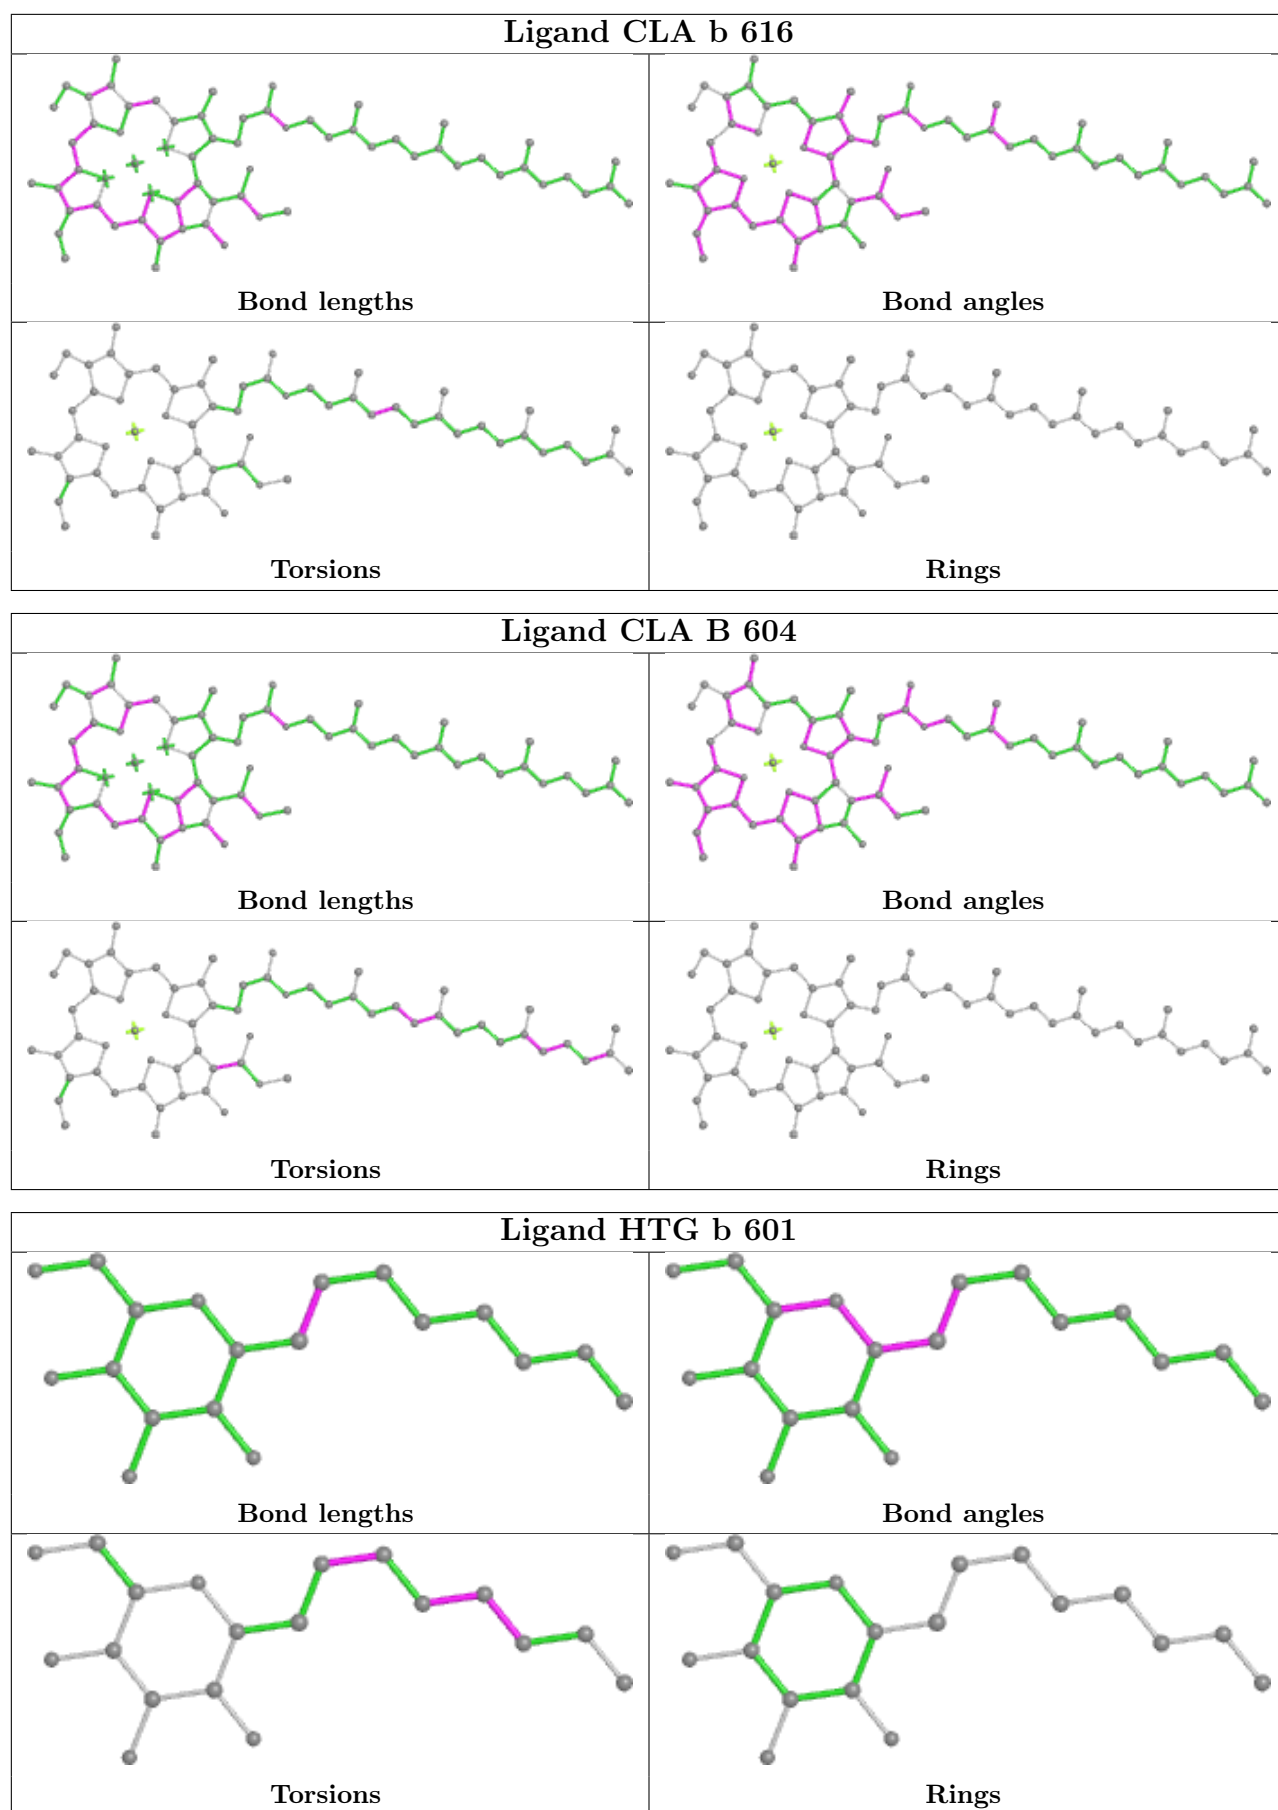 Ligand CLA b 616
Bond lengths
Bond angles
Torsions
Rings
Ligand CLA B 604
Bond lengths
Bond angles
Torsions
Rings
Ligand HTG b 601
Bond lengths
Bond angles
Torsions
Rings